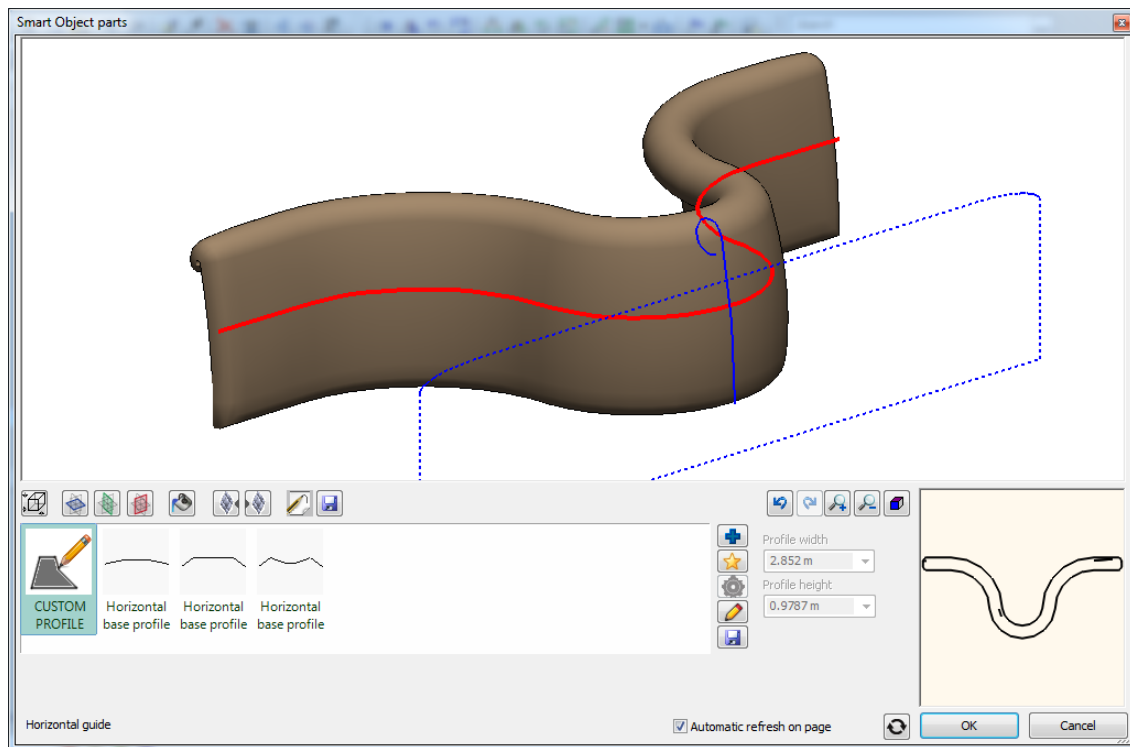 Smart Object parts
Search
CUSTOM
PROFILE
Horizontal
base profile
Horizontal
base profile
Horizontal
base profile
Profile width
2.852 m
Profile height
0.9787 m
Horizontal guide
Automatic refresh on page
OK
Cancel